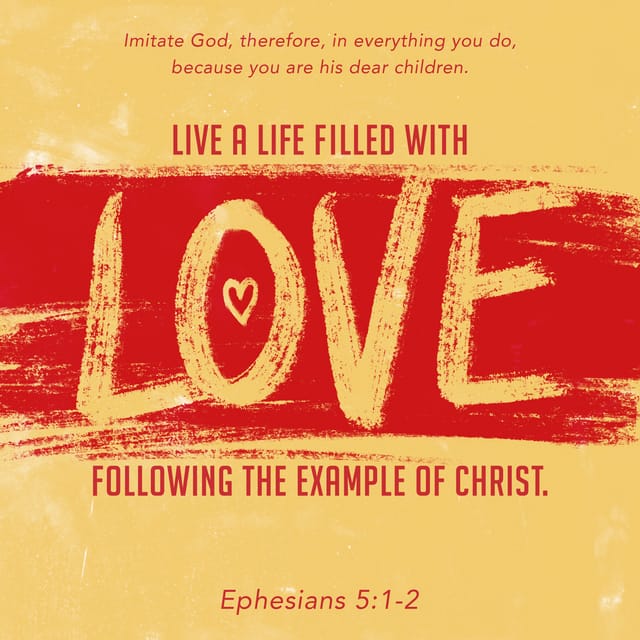 Imitate God, therefore, in everything you do,
because you are his dear children.
LIVE A LIFE FILLED WITH
LOVE
FOLLOWING THE EXAMPLE OF CHRIST.
Ephesians 5:1-2